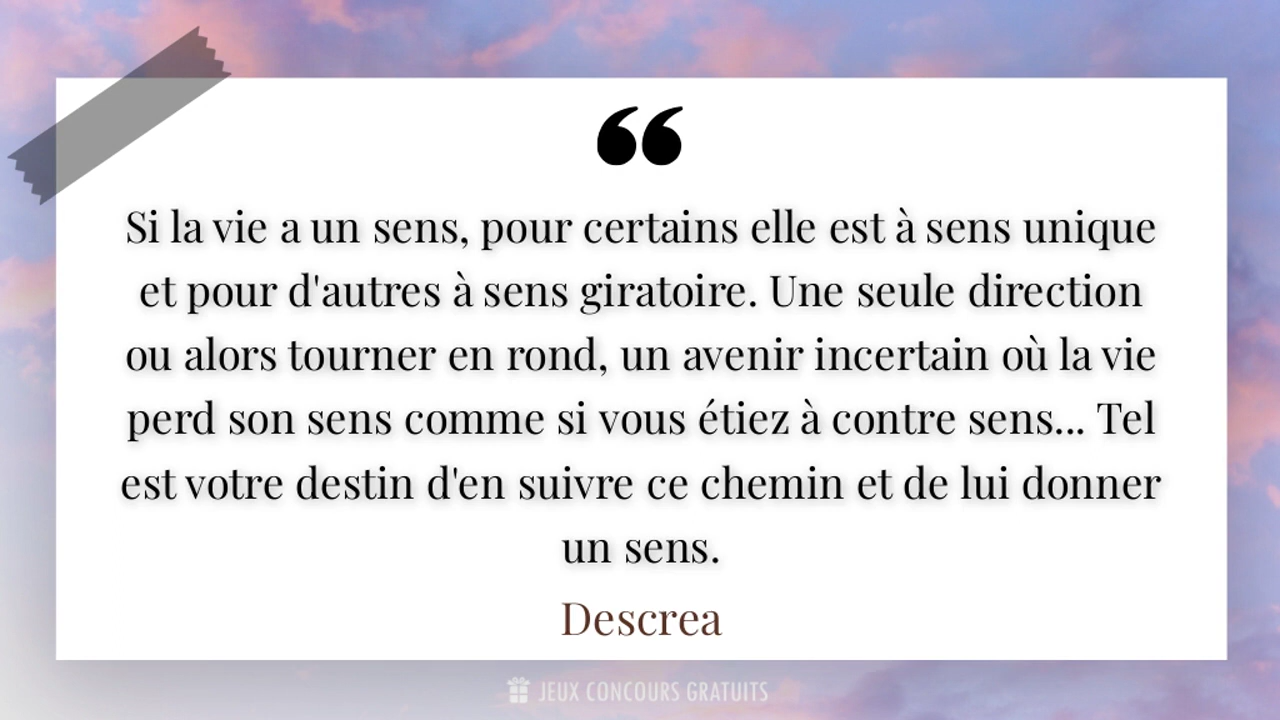 “
Si la vie a un sens, pour certains elle est à sens unique
et pour d'autres à sens giratoire. Une seule direction
ou alors tourner en rond, un avenir incertain où la vie
perd son sens comme si vous étiez à contre sens... Tel
est votre destin d'en suivre ce chemin et de lui donner
un sens.
Descrea
JEUX CONCOURS GRATUITS